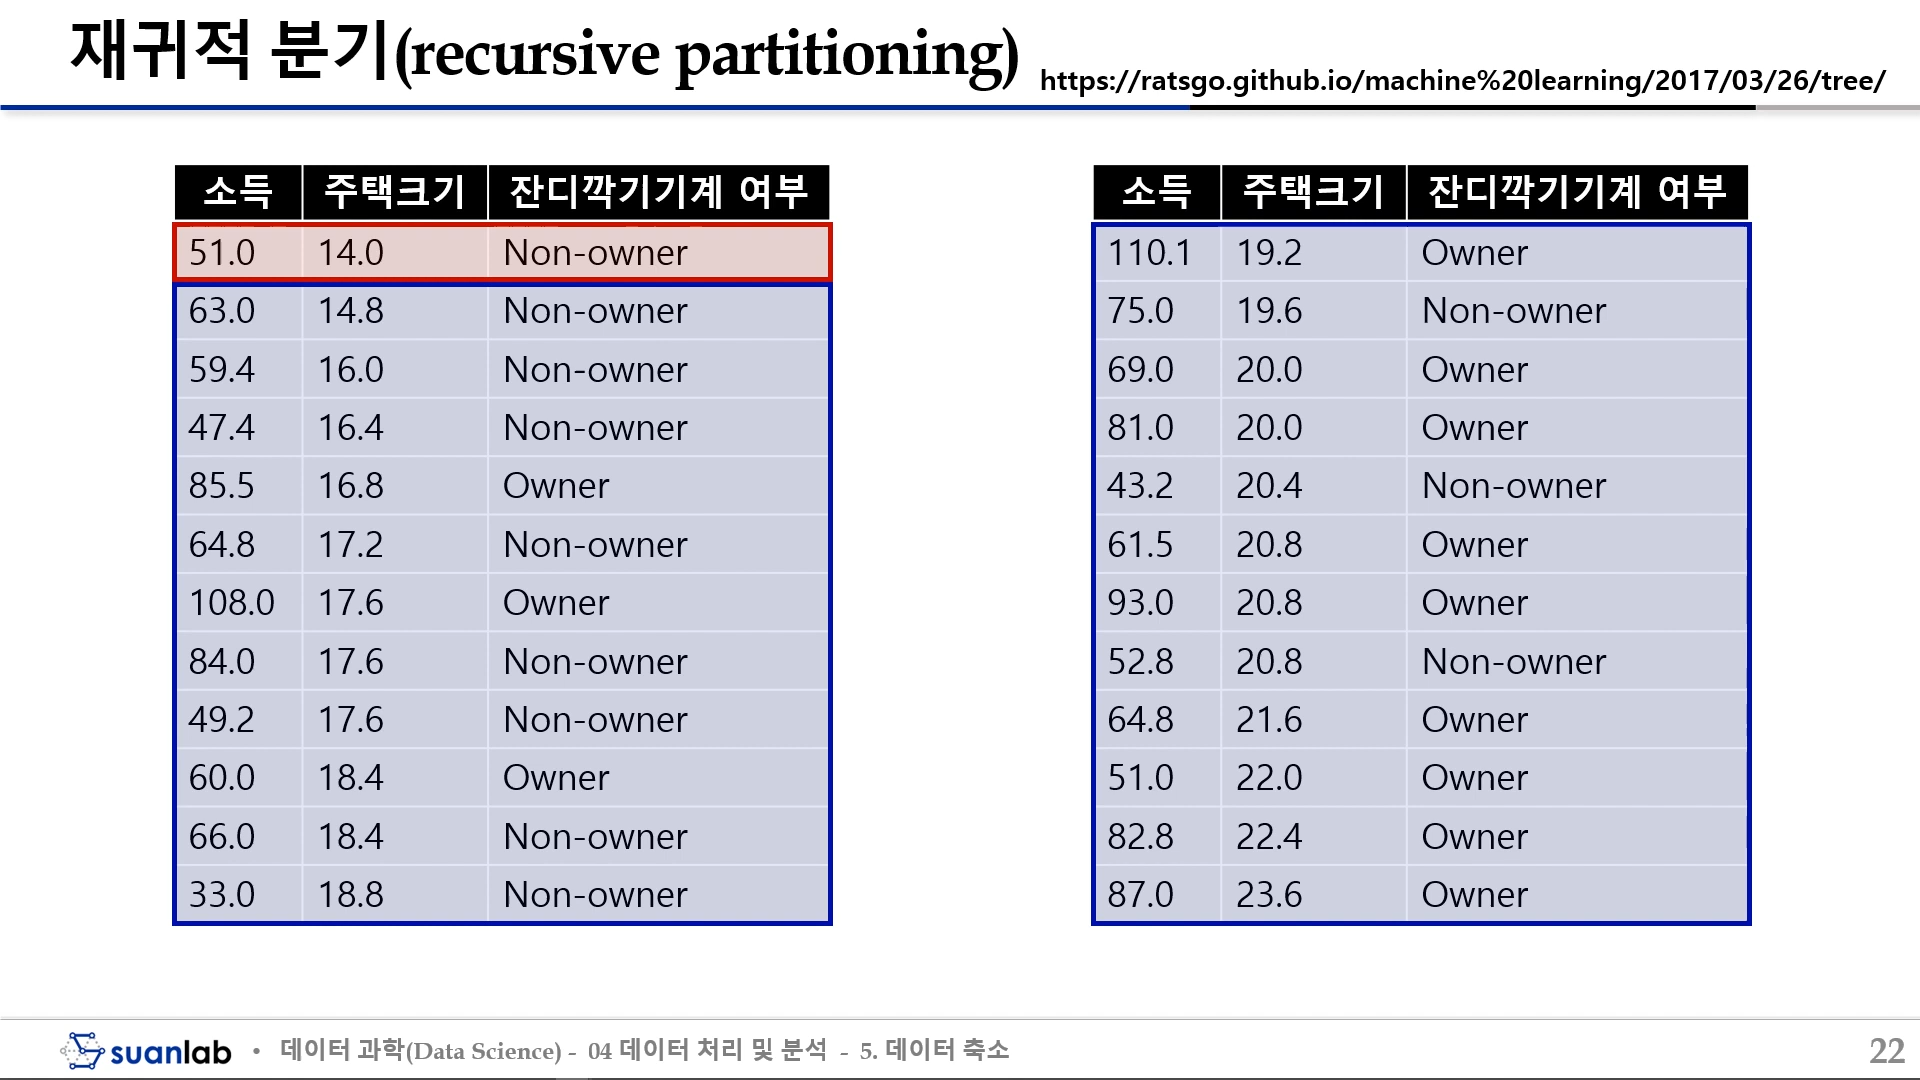 재귀적 분기(recursive partitioning) https://ratsgo.github.io/machine%20learning/2017/03/26/tree/
소득 주택크기 잔디깍기기계 여부
51.0 14.0 Non-owner
63.0 14.8 Non-owner
59.4 16.0 Non-owner
47.4 16.4 Non-owner
85.5 16.8 Owner
64.8 17.2 Non-owner
108.0 17.6 Owner
84.0 17.6 Non-owner
49.2 17.6 Non-owner
60.0 18.4 Owner
66.0 18.4 Non-owner
33.0 18.8 Non-owner
소득 주택크기 잔디깍기기계 여부
110.1 19.2 Owner
75.0 19.6 Non-owner
69.0 20.0 Owner
81.0 20.0 Owner
43.2 20.4 Non-owner
61.5 20.8 Owner
93.0 20.8 Owner
52.8 20.8 Non-owner
64.8 21.6 Owner
51.0 22.0 Owner
82.8 22.4 Owner
87.0 23.6 Owner
suanlab • 데이터 과학(Data Science) - 04 데이터 처리 및 분석 - 5. 데이터 축소 22